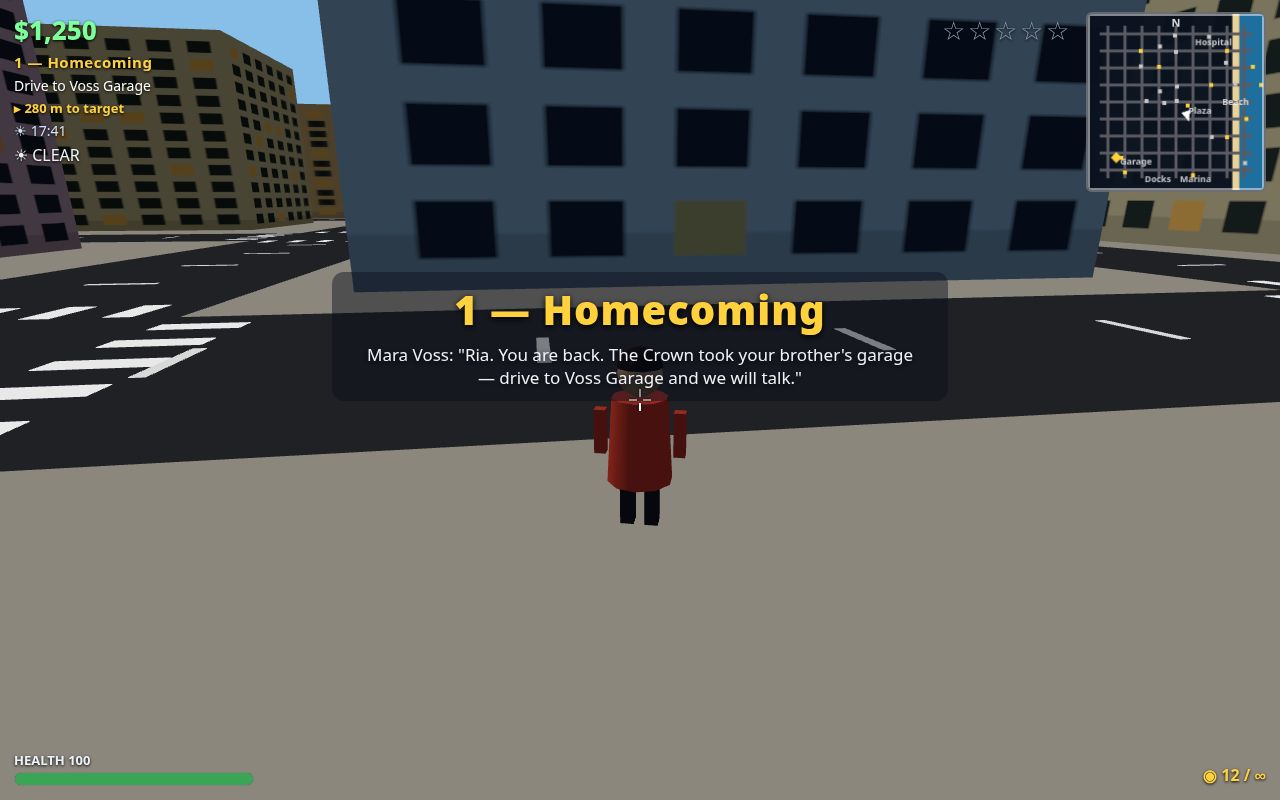 $1,250
1 — Homecoming
Drive to Voss Garage
▸ 280 m to target
☀ 17:41
☀ CLEAR
☆☆☆☆☆
N
Hospital
Beach
Plaza
Garage
Docks Marina
1 — Homecoming
Mara Voss: "Ria. You are back. The Crown took your brother's garage
— drive to Voss Garage and we will talk."
HEALTH 100
◉ 12 / ∞